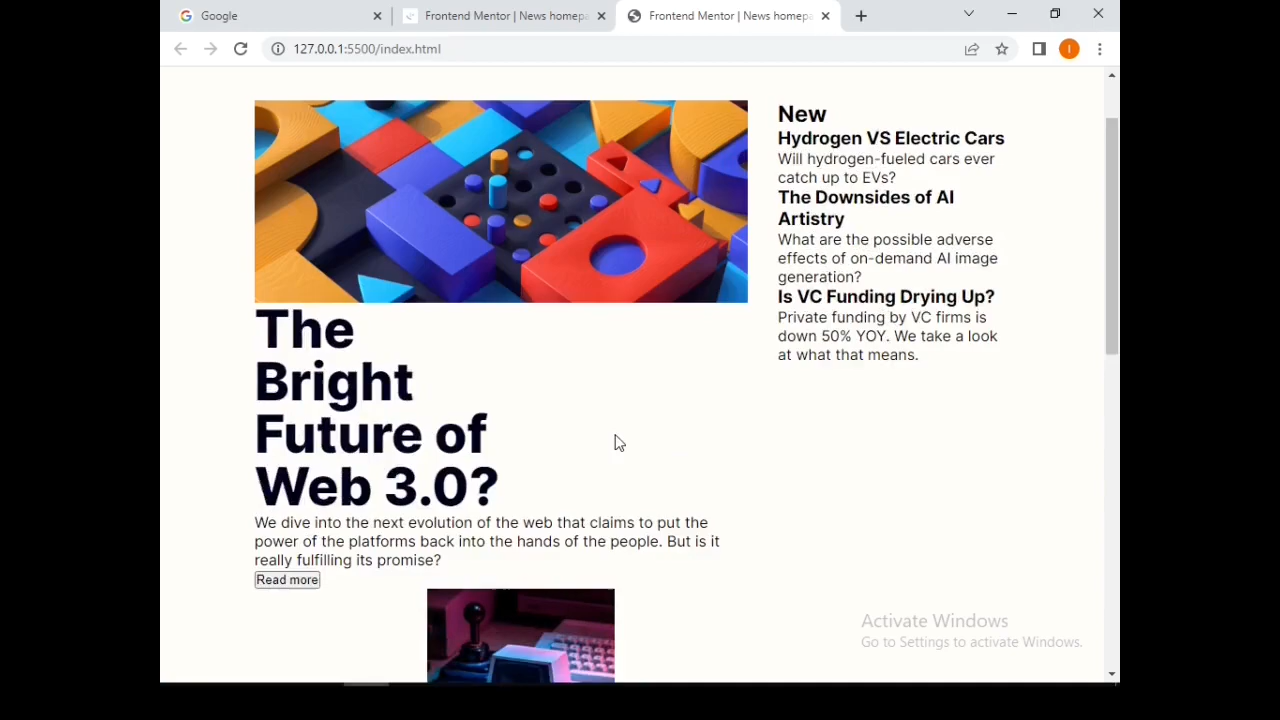 Google
Frontend Mentor | News homepa
Frontend Mentor | News homepa
127.0.0.1:5500/index.html
I
New
Hydrogen VS Electric Cars
Will hydrogen-fueled cars ever
catch up to EVs?
The Downsides of AI
Artistry
What are the possible adverse
effects of on-demand AI image
generation?
Is VC Funding Drying Up?
Private funding by VC firms is
down 50% YOY. We take a look
at what that means.
The
Bright
Future of
Web 3.0?
We dive into the next evolution of the web that claims to put the
power of the platforms back into the hands of the people. But is it
really fulfilling its promise?
Read more
Activate Windows
Go to Settings to activate Windows.